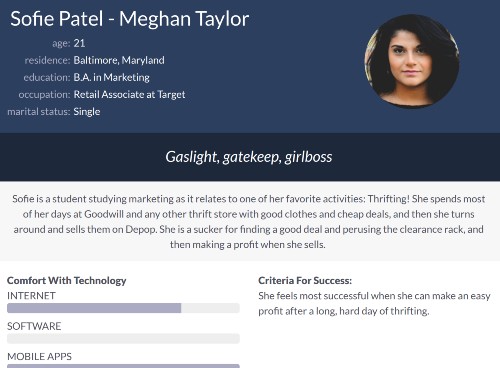 Sofie Patel - Meghan Taylor
age: 21
residence: Baltimore, Maryland
education: B.A. in Marketing
occupation: Retail Associate at Target
marital status: Single
Gaslight, gatekeep, girlboss
Sofie is a student studying marketing as it relates to one of her favorite activities: Thrifting! She spends most
of her days at Goodwill and any other thrift store with good clothes and cheap deals, and then she turns
around and sells them on Depop. She is a sucker for finding a good deal and perusing the clearance rack, and
then making a profit when she sells.
Comfort With Technology
INTERNET
SOFTWARE
MOBILE APPS
Criteria For Success:
She feels most successful when she can make an easy
profit after a long, hard day of thrifting.